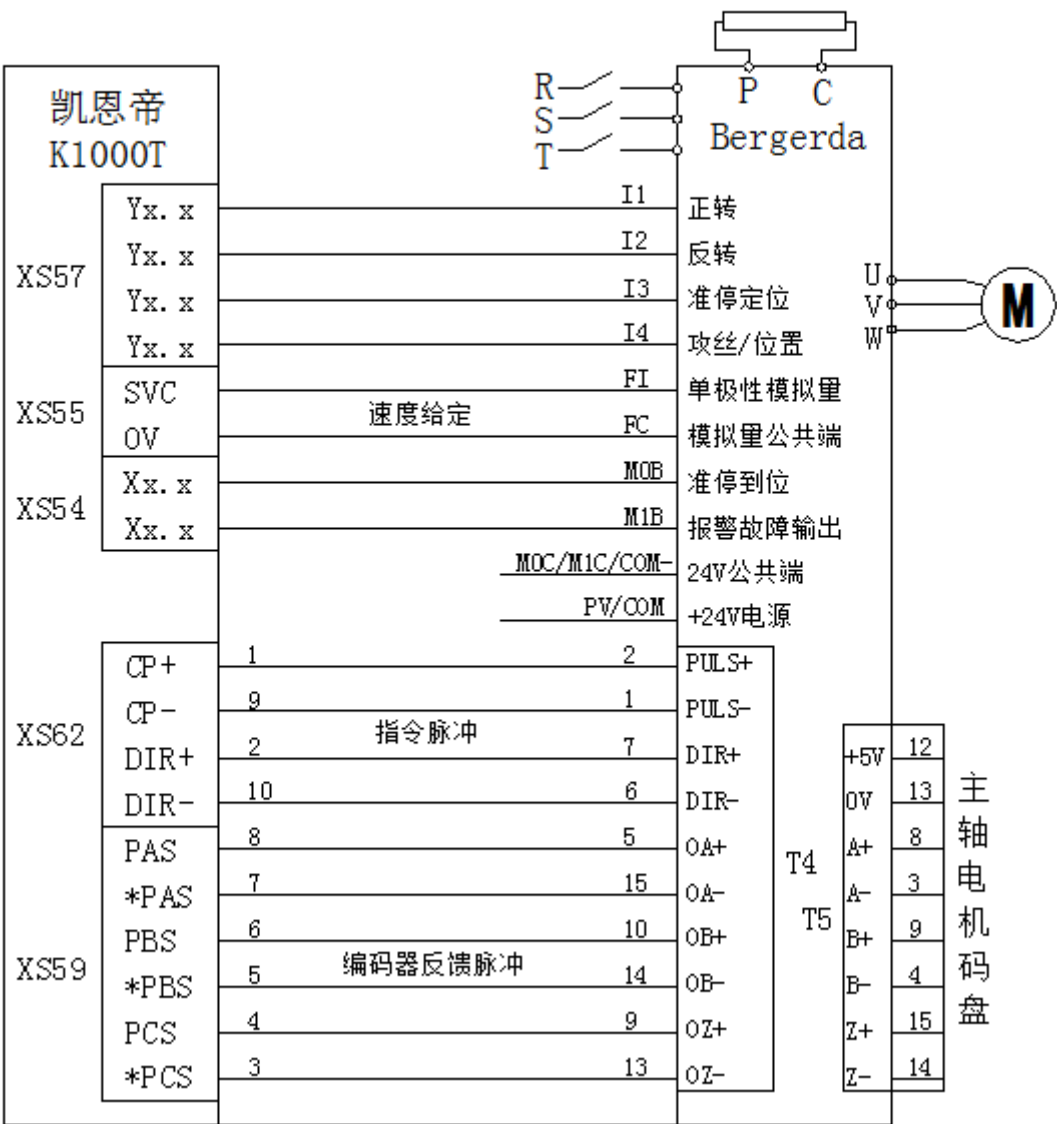 凯恩帝
K1000T
R
S
T
P C
Bergerda
XS57
Yx. x I1 正转
Yx. x I2 反转
Yx. x I3 准停定位
Yx. x I4 攻丝/位置
U
V
W
M
XS55
SVC FI 单极性模拟量
速度给定
0V FC 模拟量公共端
XS54
Xx. x M0B 准停到位
Xx. x M1B 报警故障输出
M0C/M1C/COM- 24V公共端
PV/COM +24V电源
XS62
CP+ 1 2 PULS+
CP- 9 1 PULS-
指令脉冲
DIR+ 2 7 DIR+
DIR- 10 6 DIR-
XS59
PAS 8 5 OA+
*PAS 7 15 OA-
PBS 6 10 OB+
编码器反馈脉冲
*PBS 5 14 OB-
PCS 4 9 OZ+
*PCS 3 13 OZ-
T4
T5
+5V 12
0V 13
A+ 8
A- 3
B+ 9
B- 4
Z+ 15
Z- 14
主轴电机码盘